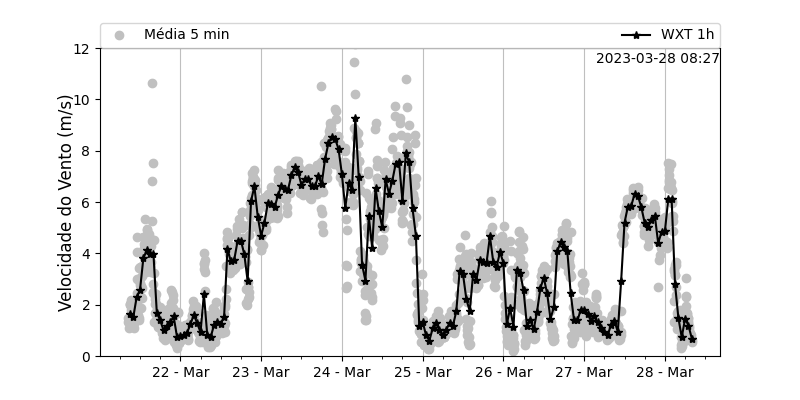 Média 5 min
WXT 1h
2023-03-28 08:27
Velocidade do Vento (m/s)
12
10
8
6
4
2
0
22 - Mar
23 - Mar
24 - Mar
25 - Mar
26 - Mar
27 - Mar
28 - Mar